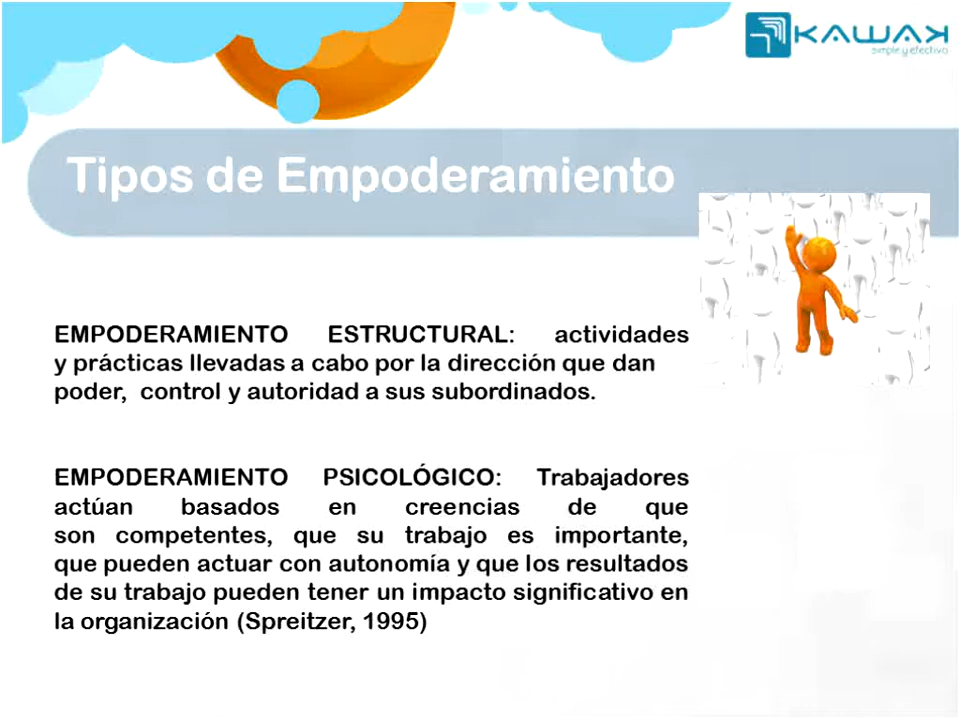 KAWAK
simple y efectivo
Tipos de Empoderamiento
EMPODERAMIENTO ESTRUCTURAL: actividades
y prácticas llevadas a cabo por la dirección que dan
poder, control y autoridad a sus subordinados.
EMPODERAMIENTO PSICOLÓGICO: Trabajadores
actúan basados en creencias de que
son competentes, que su trabajo es importante,
que pueden actuar con autonomía y que los resultados
de su trabajo pueden tener un impacto significativo en
la organización (Spreitzer, 1995)